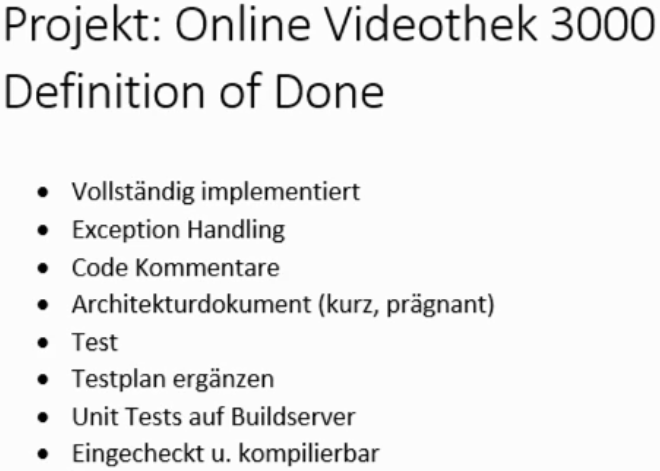 Projekt: Online Videothek 3000
Definition of Done
• Vollständig implementiert
• Exception Handling
• Code Kommentare
• Architekturdokument (kurz, prägnant)
• Test
• Testplan ergänzen
• Unit Tests auf Buildserver
• Eingecheckt u. kompilierbar